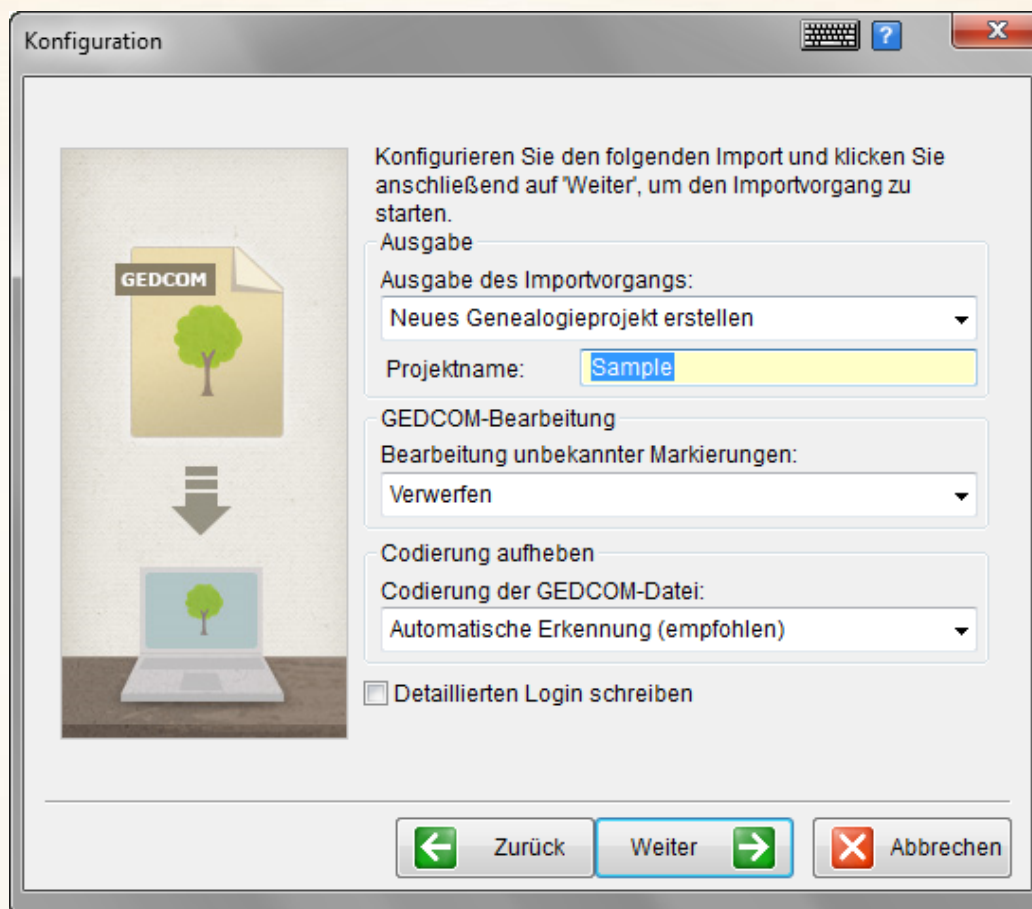 Konfiguration
?
Konfigurieren Sie den folgenden Import und klicken Sie
anschließend auf 'Weiter', um den Importvorgang zu
starten.
Ausgabe
GEDCOM
Ausgabe des Importvorgangs:
Neues Genealogieprojekt erstellen
Projektname: Sample
GEDCOM-Bearbeitung
Bearbeitung unbekannter Markierungen:
Verwerfen
Codierung aufheben
Codierung der GEDCOM-Datei:
Automatische Erkennung (empfohlen)
Detaillierten Login schreiben
Zurück Weiter Abbrechen